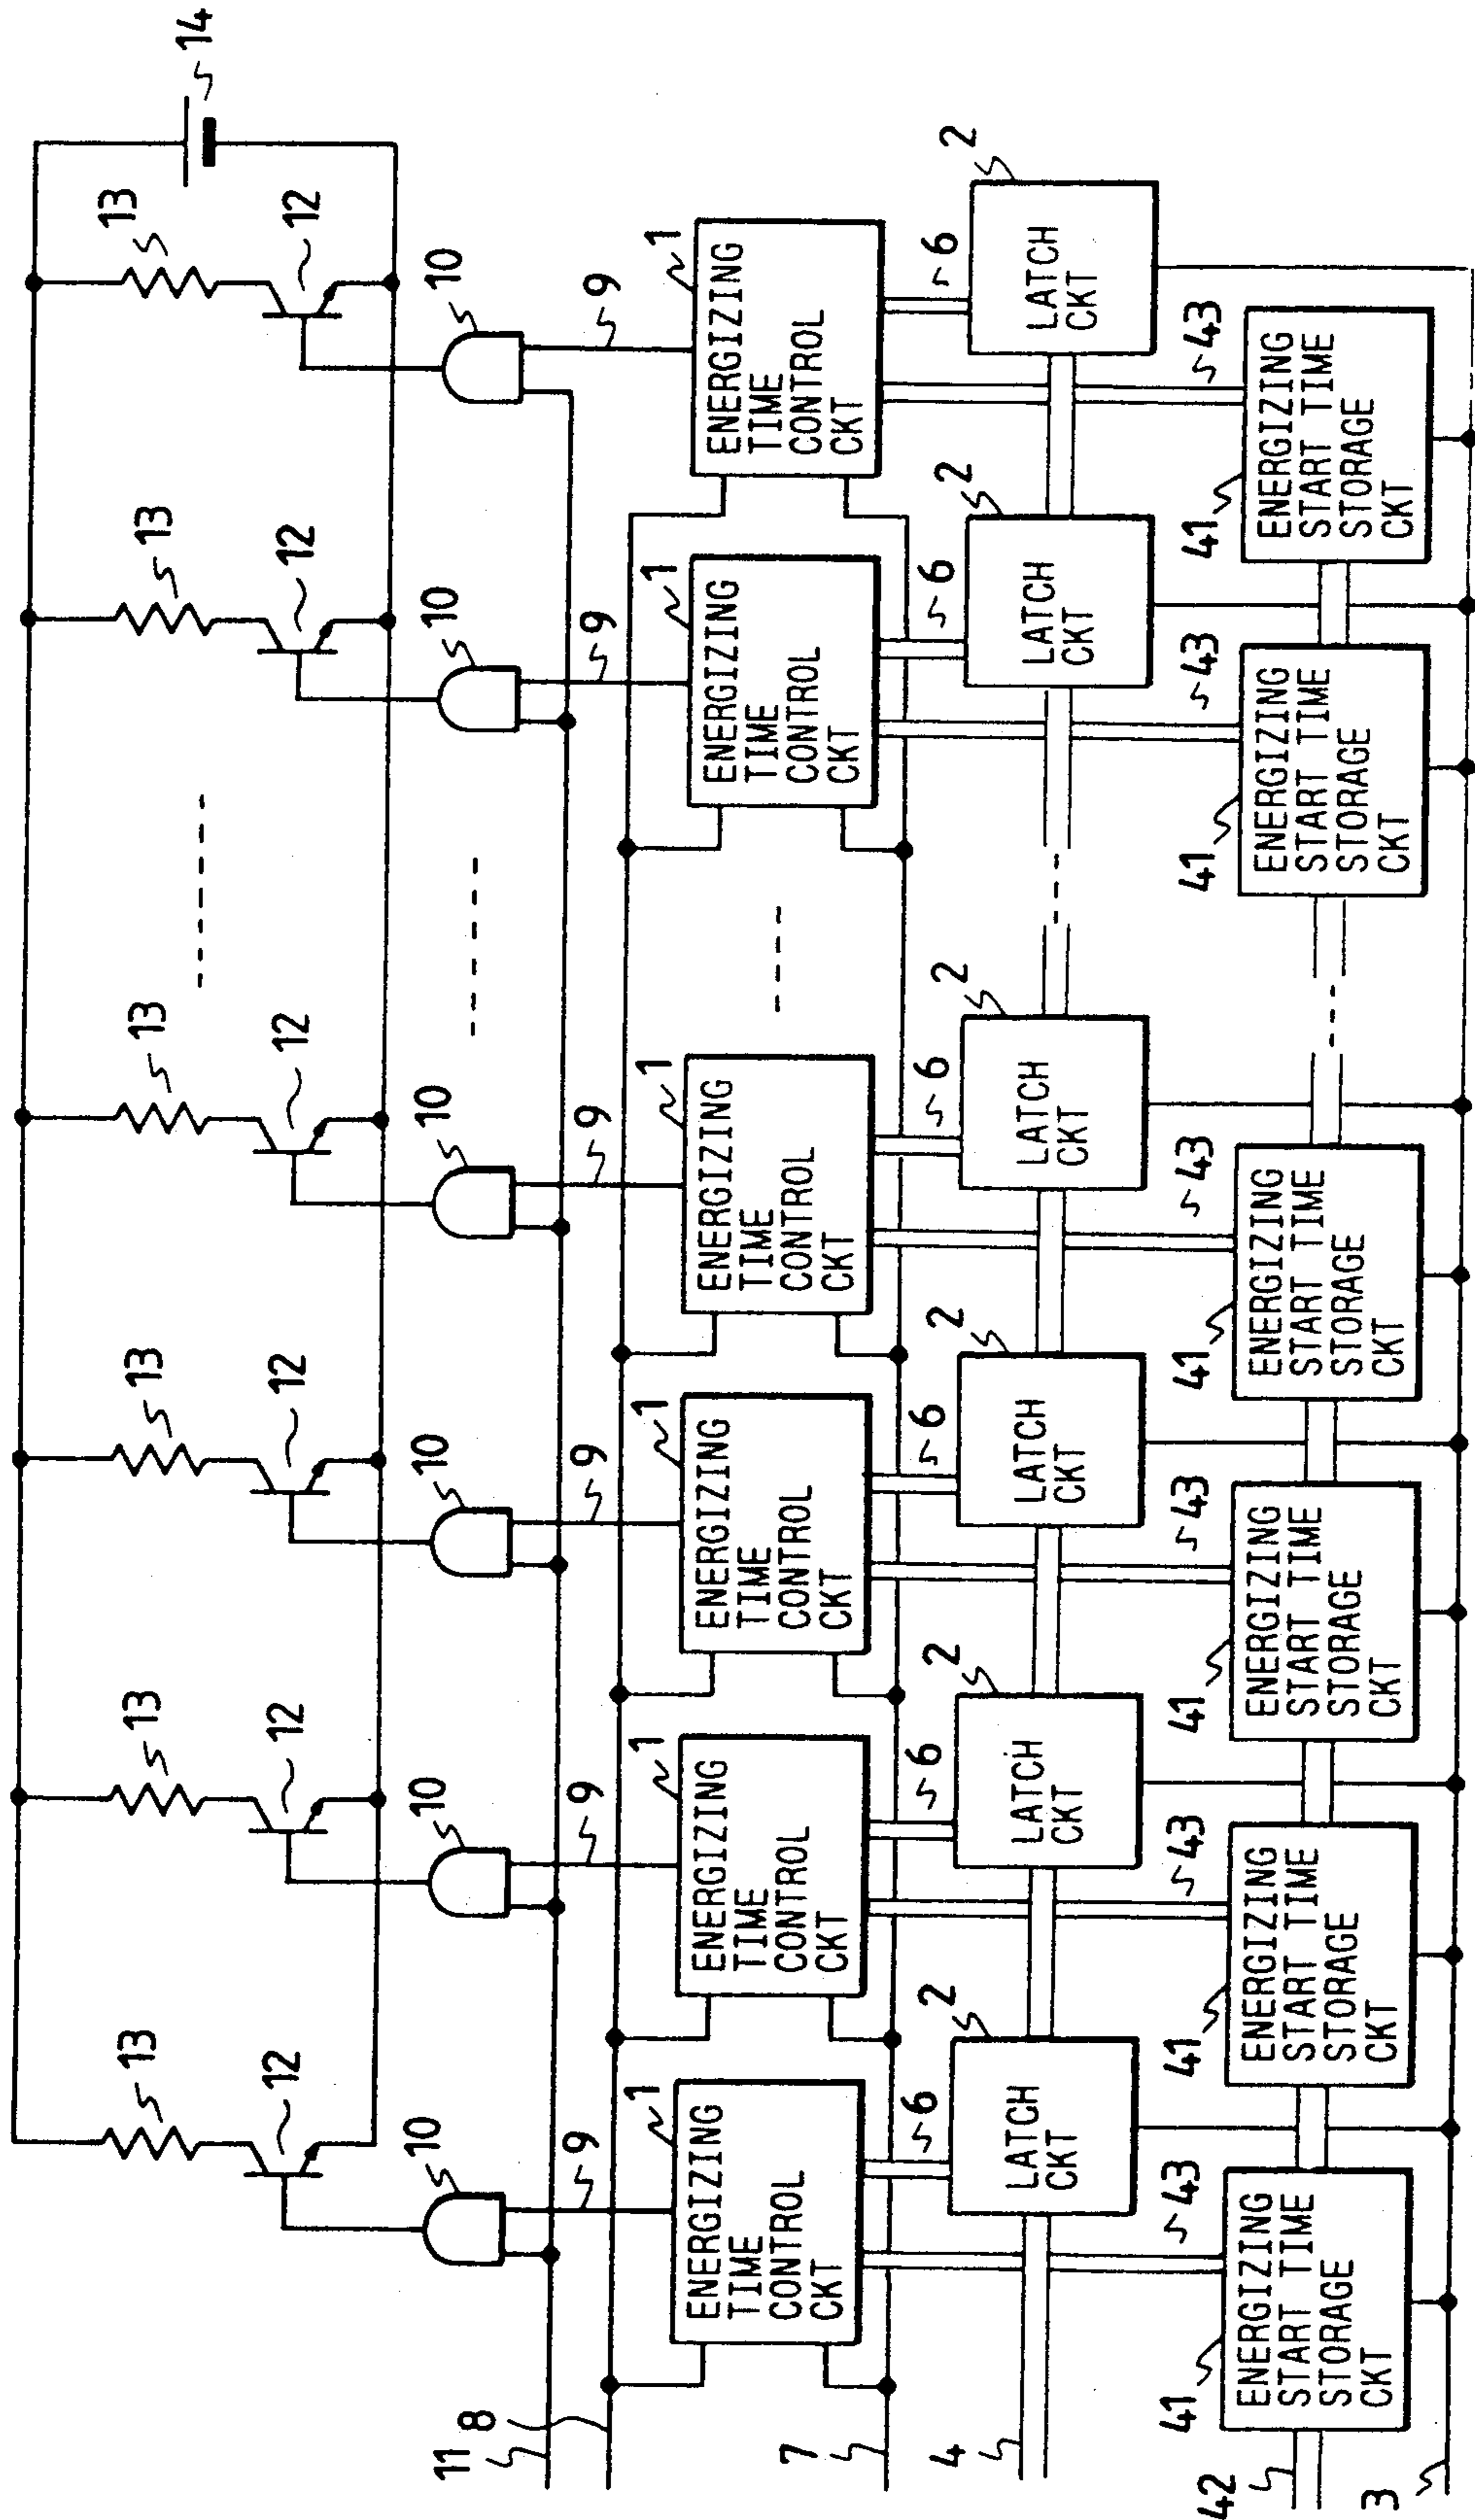 13
13
13
13
13
13
14
12
12
12
12
12
12
10
10
10
10
10
10
11
8
9
9
9
9
9
9
1
1
1
1
1
1
ENERGIZING
TIME
CONTROL
CKT
ENERGIZING
TIME
CONTROL
CKT
ENERGIZING
TIME
CONTROL
CKT
ENERGIZING
TIME
CONTROL
CKT
ENERGIZING
TIME
CONTROL
CKT
ENERGIZING
TIME
CONTROL
CKT
7
4
6
2
6
2
6
2
6
2
6
2
6
2
LATCH
CKT
LATCH
CKT
LATCH
CKT
LATCH
CKT
LATCH
CKT
LATCH
CKT
41
43
41
43
41
43
41
43
41
43
41
43
42
ENERGIZING
START TIME
STORAGE
CKT
ENERGIZING
START TIME
STORAGE
CKT
ENERGIZING
START TIME
STORAGE
CKT
ENERGIZING
START TIME
STORAGE
CKT
ENERGIZING
START TIME
STORAGE
CKT
ENERGIZING
START TIME
STORAGE
CKT
3